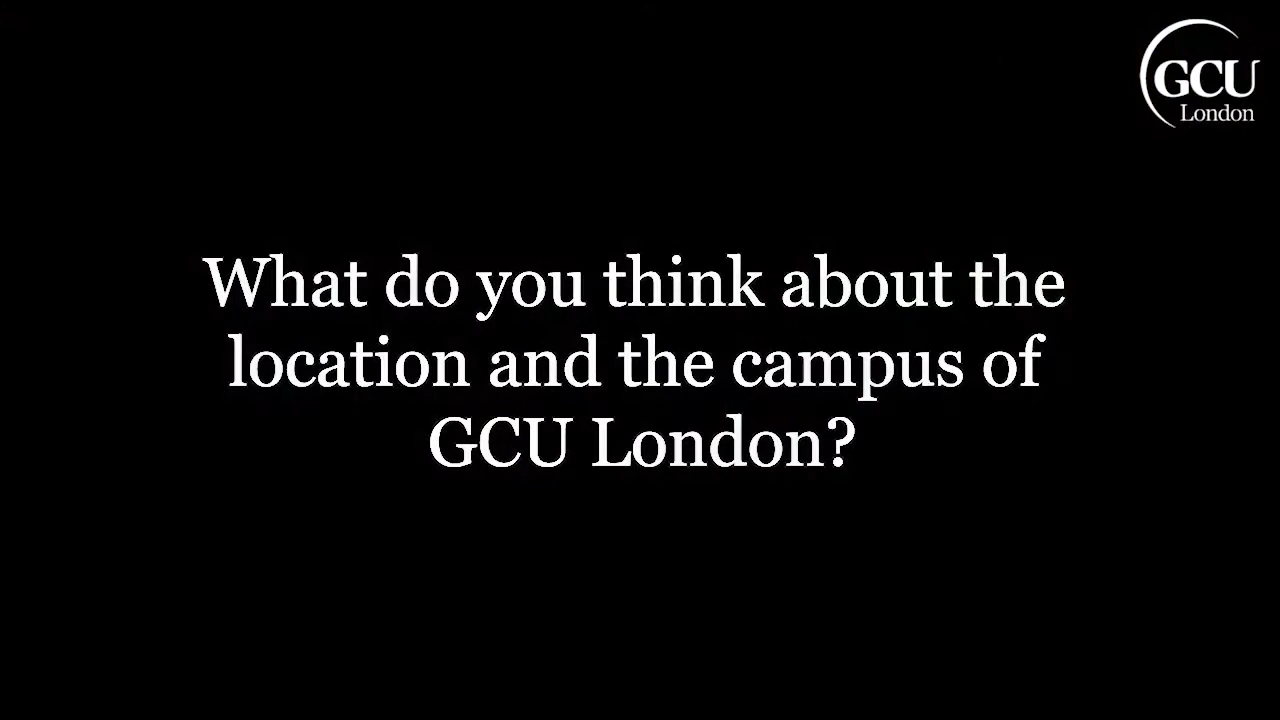 GCU
London
What do you think about the
location and the campus of
GCU London?